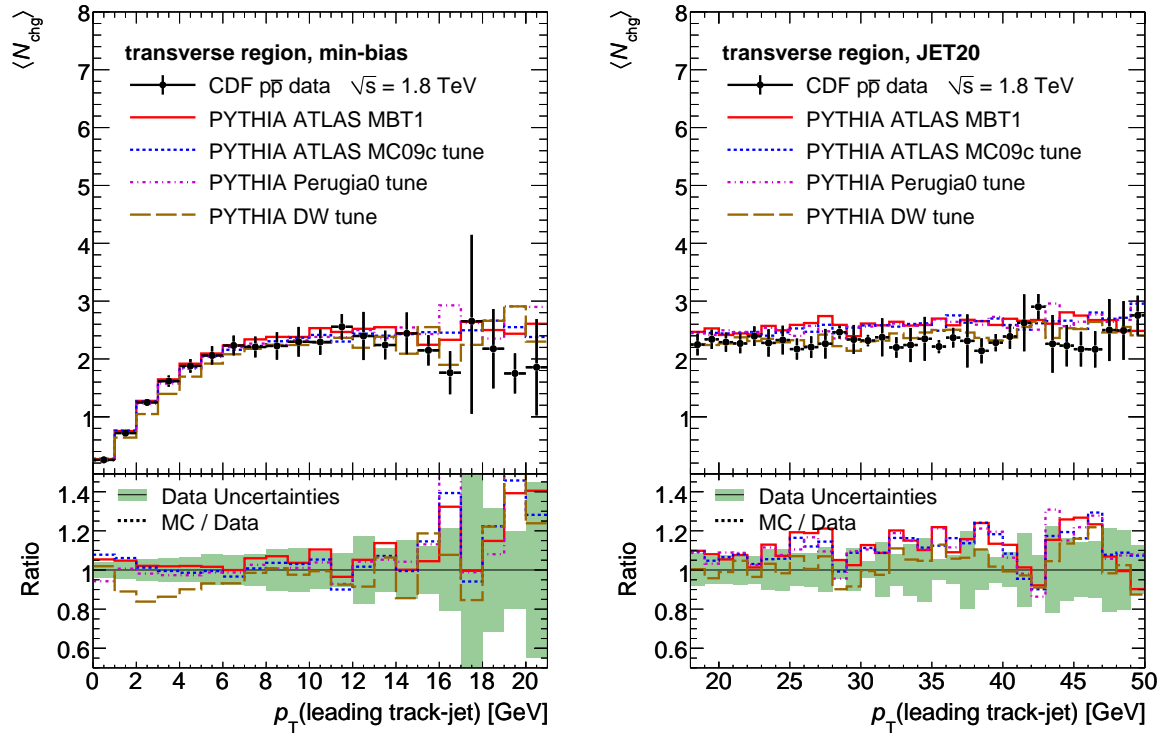 ⟨N_chg⟩
8
7
6
5
4
3
2
1
transverse region, min-bias
CDF pp̄ data √s = 1.8 TeV
PYTHIA ATLAS MBT1
PYTHIA ATLAS MC09c tune
PYTHIA Perugia0 tune
PYTHIA DW tune
Ratio
1.4
1.2
1
0.8
0.6
Data Uncertainties
MC / Data
0 2 4 6 8 10 12 14 16 18 20
p_T(leading track-jet) [GeV]
⟨N_chg⟩
8
7
6
5
4
3
2
1
transverse region, JET20
CDF pp̄ data √s = 1.8 TeV
PYTHIA ATLAS MBT1
PYTHIA ATLAS MC09c tune
PYTHIA Perugia0 tune
PYTHIA DW tune
Ratio
1.4
1.2
1
0.8
0.6
Data Uncertainties
MC / Data
20 25 30 35 40 45 50
p_T(leading track-jet) [GeV]